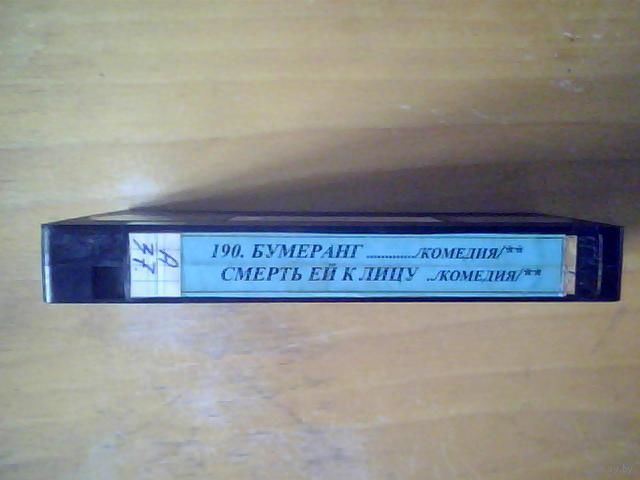 190. БУМЕРАНГ ............/КОМЕДИЯ/**
СМЕРТЬ ЕЙ К ЛИЦУ ../КОМЕДИЯ/**
А